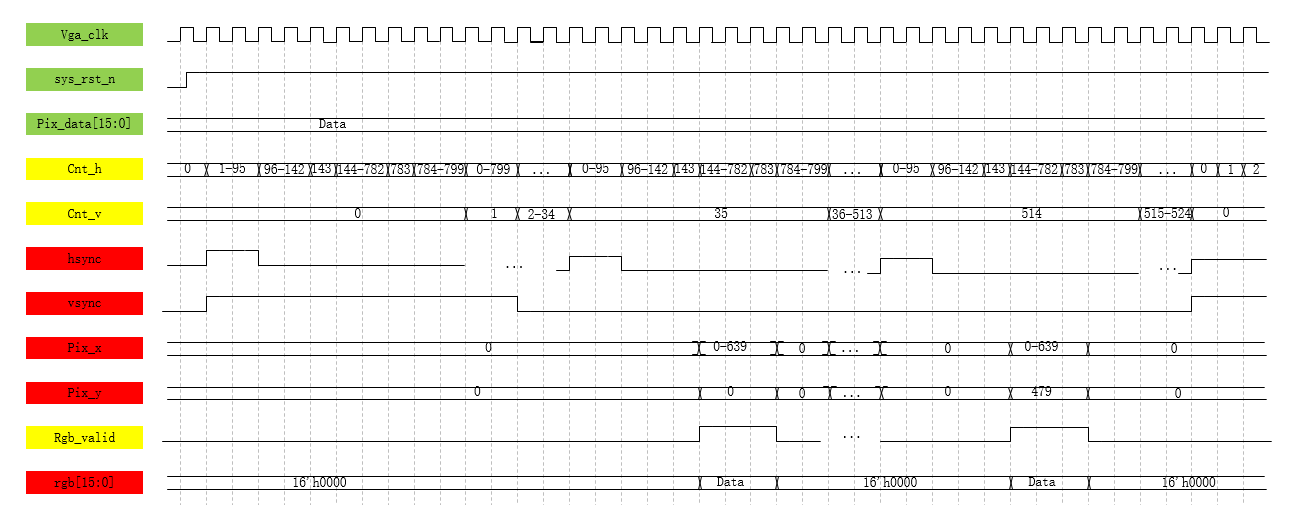 Vga_clk
sys_rst_n
Pix_data[15:0] Data
Cnt_h 0 1-95 96-142 143 144-782 783 784-799 0-799 ... 0-95 96-142 143 144-782 783 784-799 ... 0-95 96-142 143 144-782 783 784-799 ... 0 1 2
Cnt_v 0 1 2-34 35 36-513 514 515-524 0
hsync ... ... ...
vsync
Pix_x 0 0-639 0 ... 0 0-639 0
Pix_y 0 0 0 ... 0 479 0
Rgb_valid ...
rgb[15:0] 16'h0000 Data 16'h0000 Data 16'h0000